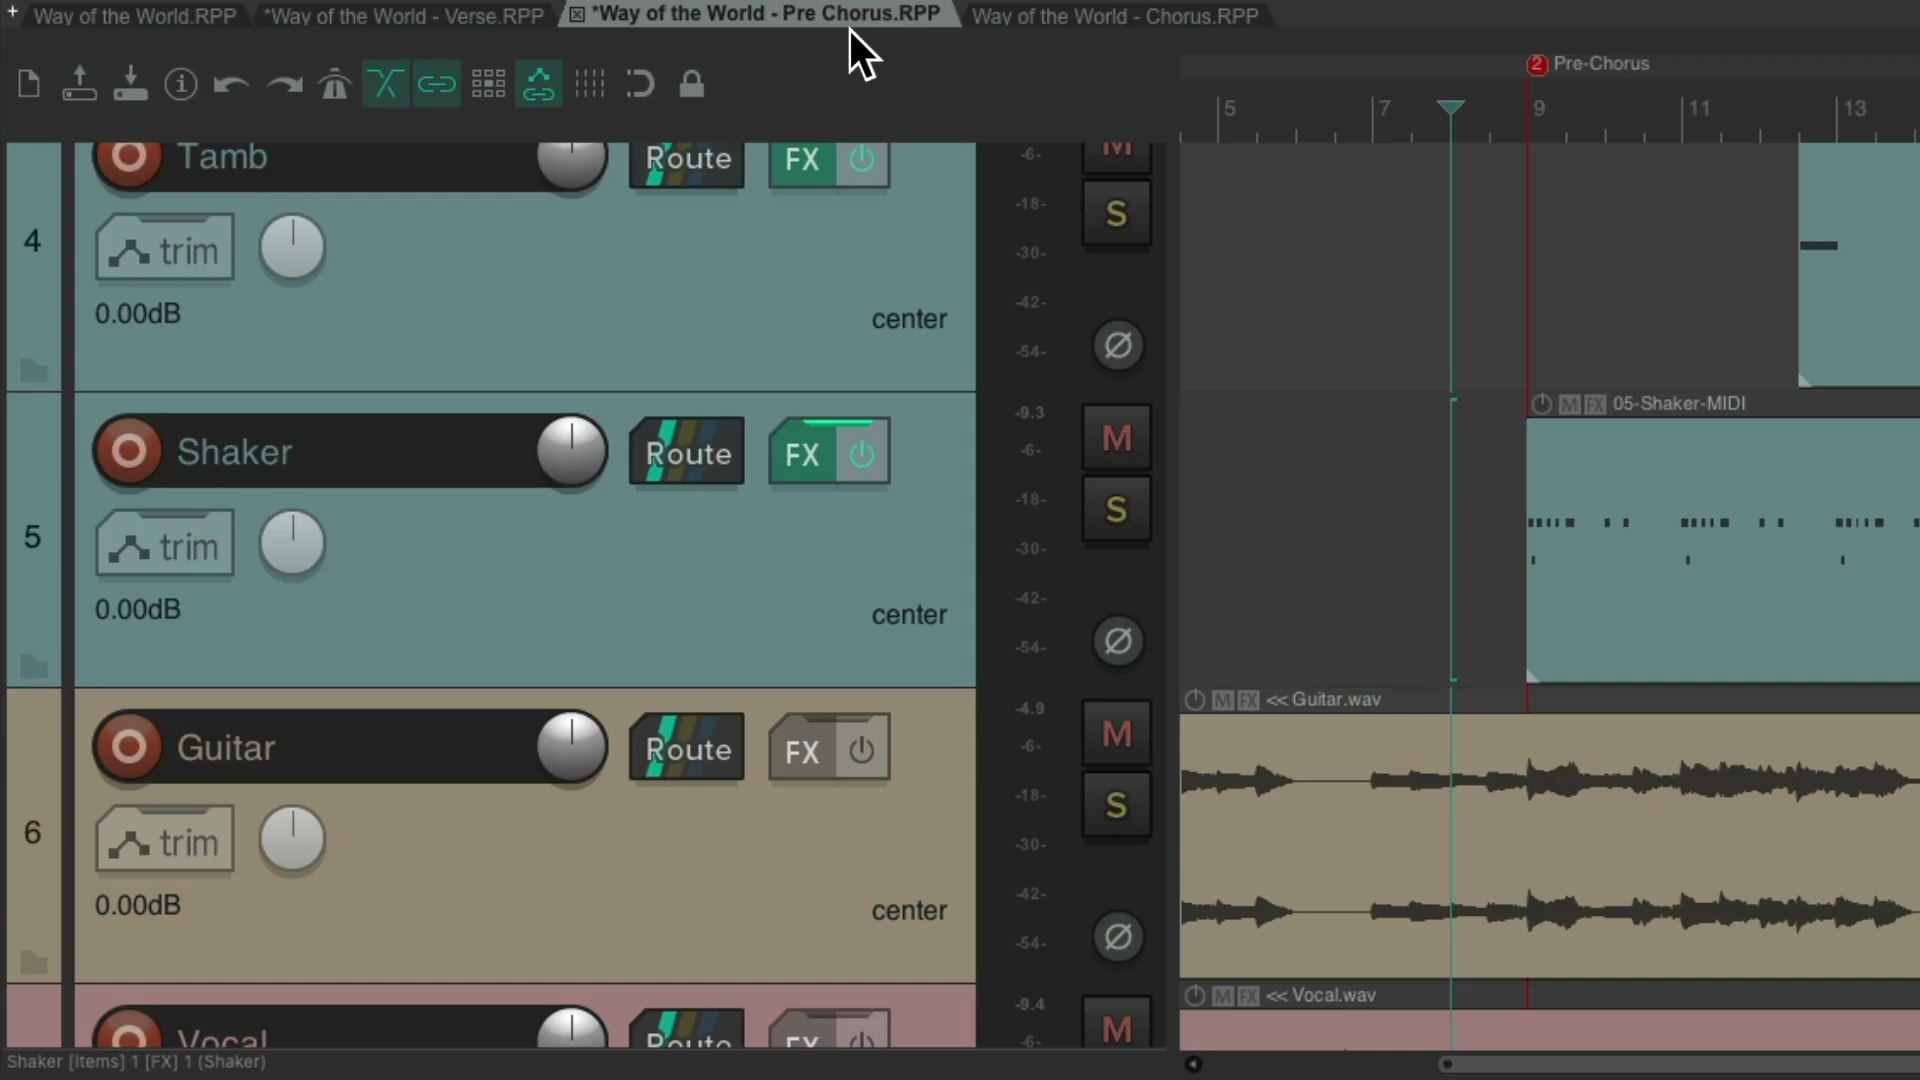 + Way of the World.RPP *Way of the World - Verse.RPP *Way of the World - Pre Chorus.RPP Way of the World - Chorus.RPP
2 Pre-Chorus
5 7 9 11 13
Tamb Route FX -6- M
4 trim -18- S
-30-
0.00dB center -42-
-54-
05-Shaker-MIDI M FX
Shaker Route FX -9.3 M
-6-
5 trim -18- S
-30-
0.00dB center -42-
-54-
M FX << Guitar.wav
Guitar Route FX -4.9 M
-6-
6 trim -18- S
-30-
0.00dB center -42-
-54-
M FX << Vocal.wav
Vocal Route FX -9.4 M
-6-
Shaker [Items] 1 [FX] 1 (Shaker)